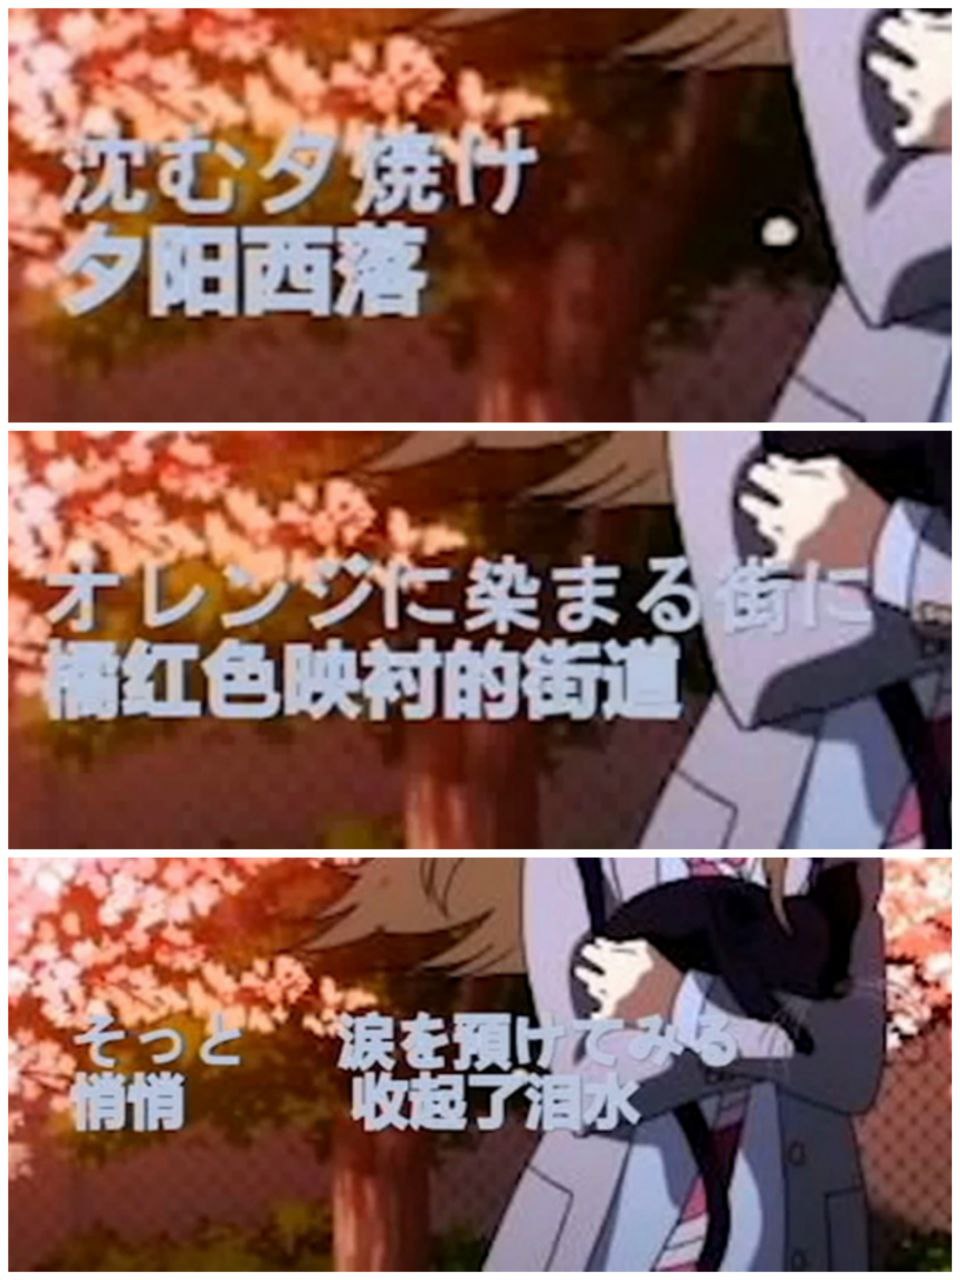 沈む夕焼け
夕阳西落
オレンジに染まる街に
橘红色映衬的街道
そっと 涙を預けてみる
悄悄 收起了泪水